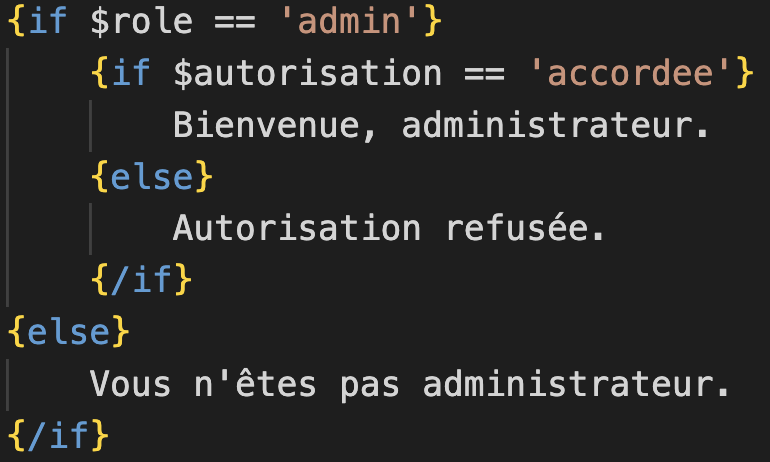 {if $role == 'admin'}
    {if $autorisation == 'accordee'}
        Bienvenue, administrateur.
    {else}
        Autorisation refusée.
    {/if}
{else}
    Vous n'êtes pas administrateur.
{/if}